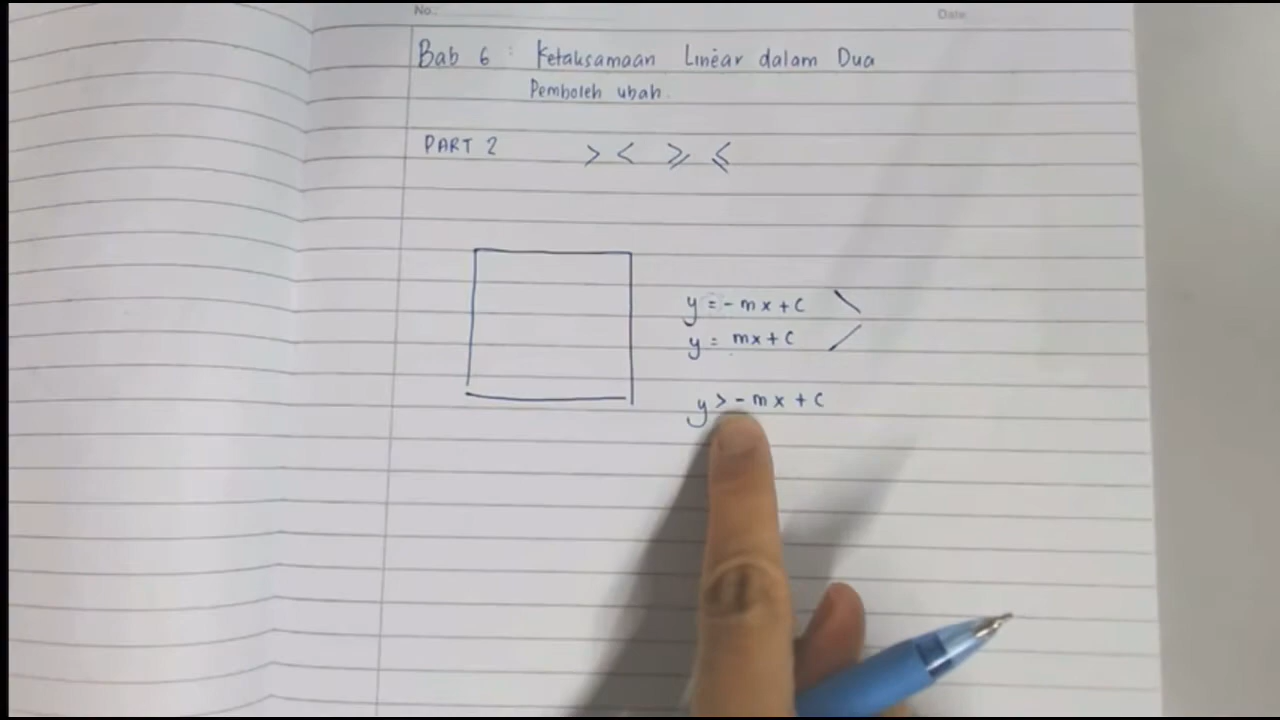 No.
Date
Bab 6 : Ketaksamaan Linear dalam Dua
Pemboleh ubah.
PART 2 > < ≥ ≤
y = - mx + c \
y = mx + c /
y > - mx + c